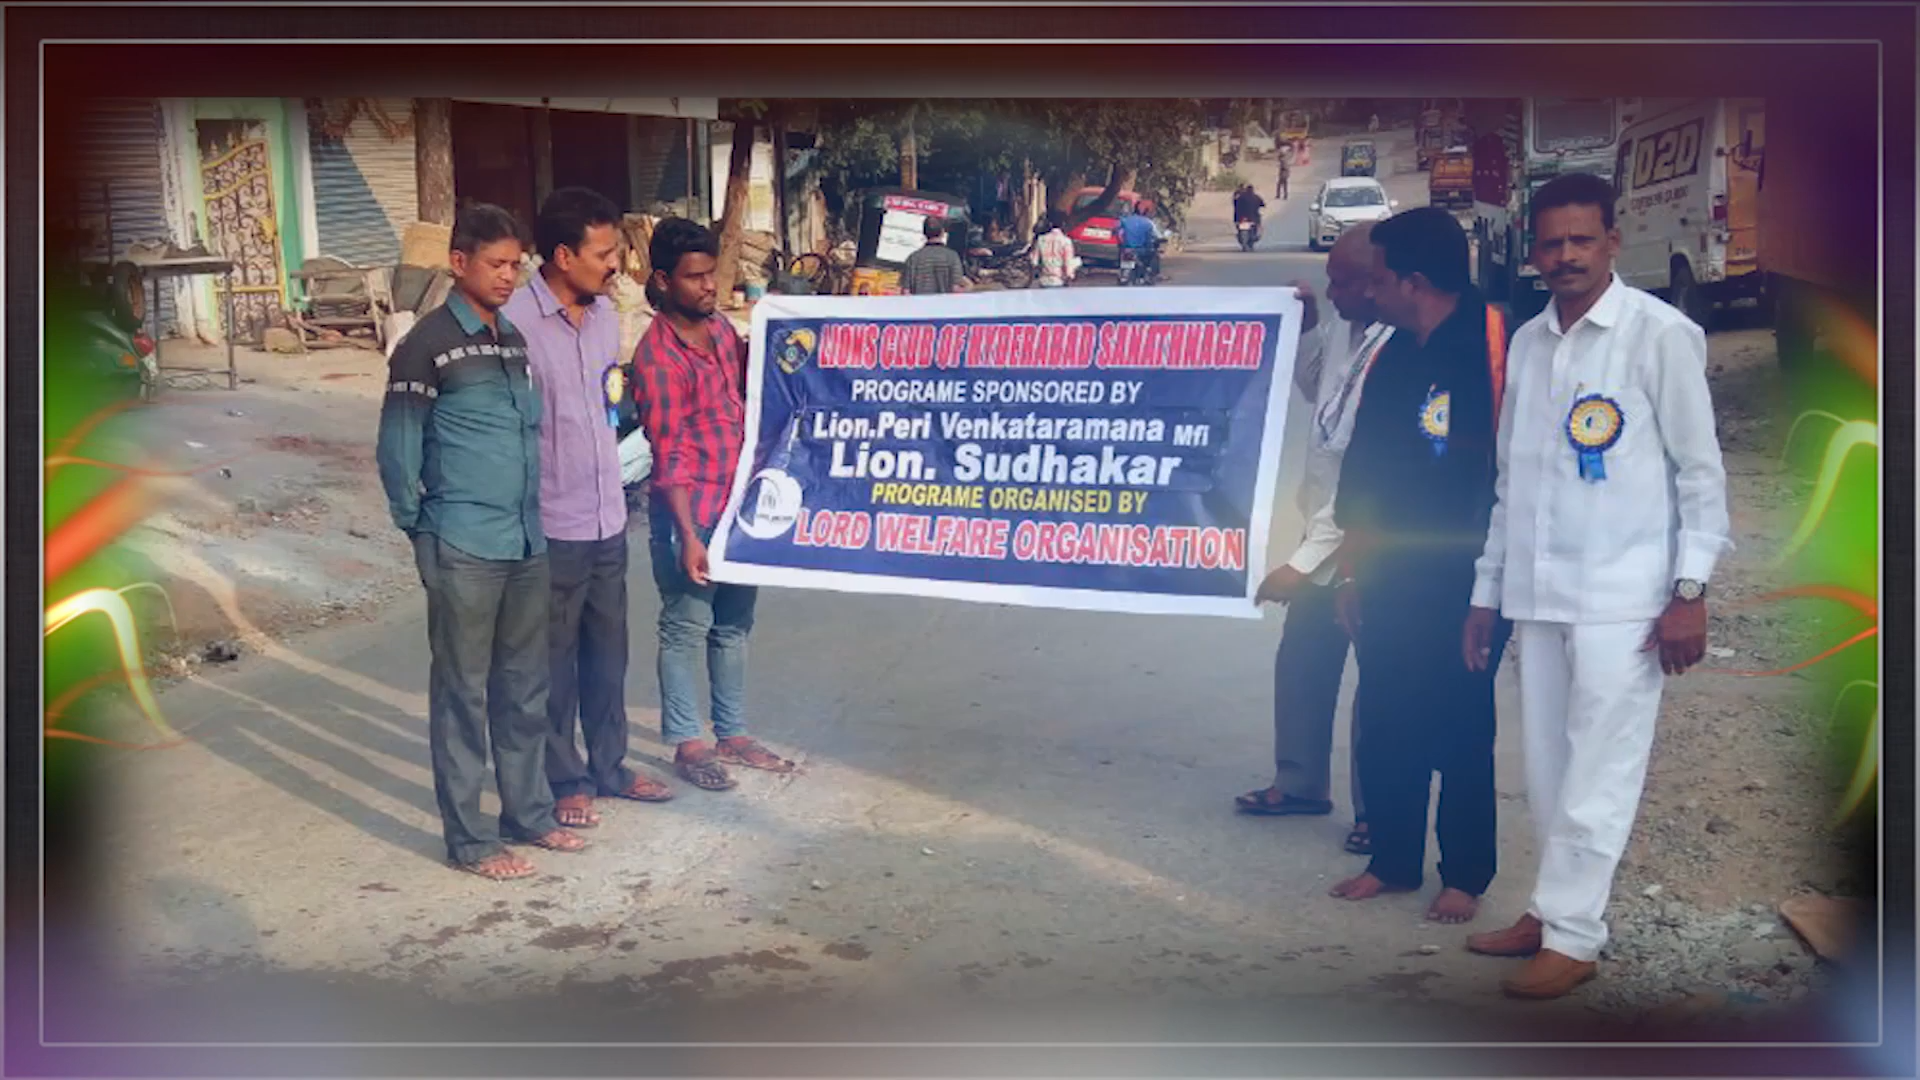 LIONS CLUB OF HYDERABAD SANATHNAGAR
PROGRAME SPONSORED BY
Lion.Peri Venkataramana Mfi
Lion. Sudhakar
PROGRAME ORGANISED BY
LORD WELFARE ORGANISATION
D2D